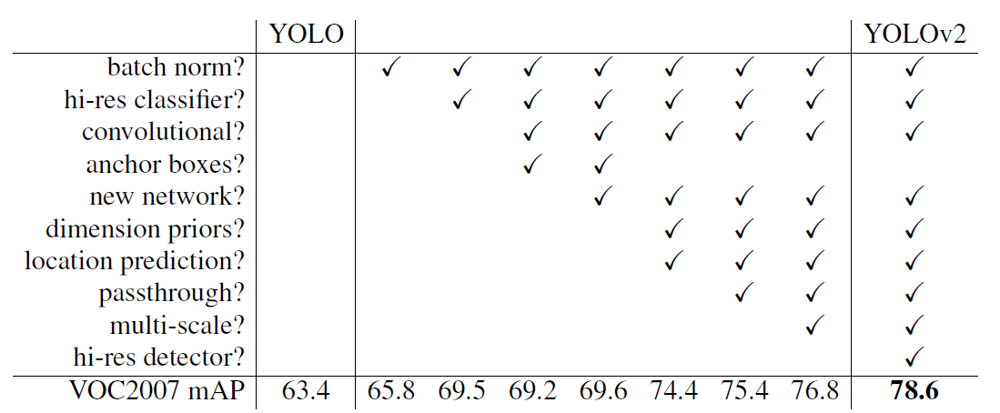 YOLO YOLOv2
batch norm? ✓ ✓ ✓ ✓ ✓ ✓ ✓ ✓
hi-res classifier? ✓ ✓ ✓ ✓ ✓ ✓ ✓
convolutional? ✓ ✓ ✓ ✓ ✓ ✓
anchor boxes? ✓ ✓
new network? ✓ ✓ ✓ ✓ ✓
dimension priors? ✓ ✓ ✓ ✓
location prediction? ✓ ✓ ✓ ✓
passthrough? ✓ ✓ ✓
multi-scale? ✓ ✓
hi-res detector? ✓
VOC2007 mAP 63.4 65.8 69.5 69.2 69.6 74.4 75.4 76.8 78.6